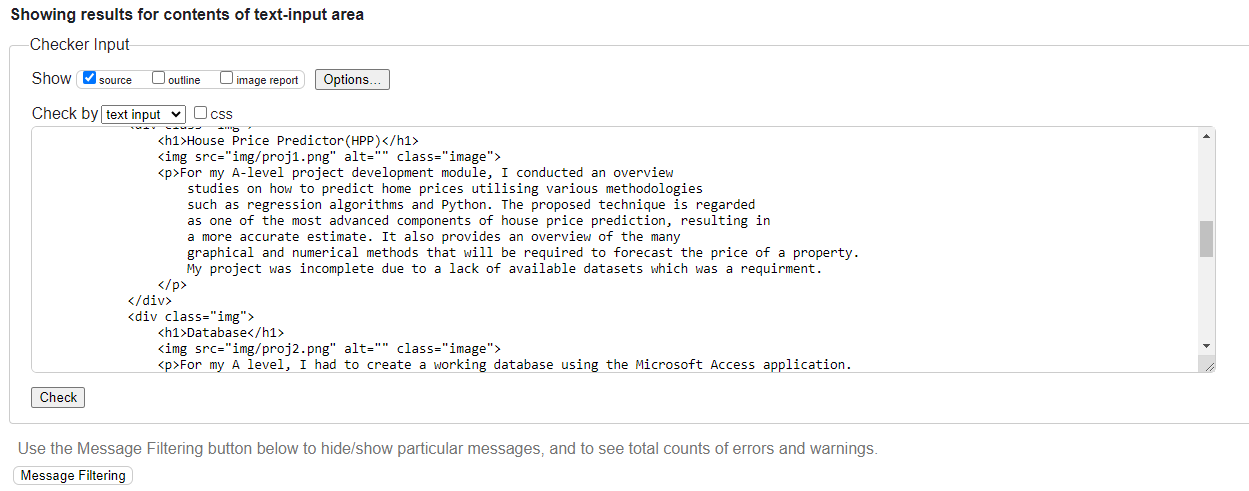 Showing results for contents of text-input area
Checker Input
Show source outline image report Options...
Check by text input css
<div class="img">
<h1>House Price Predictor(HPP)</h1>
<img src="img/proj1.png" alt="" class="image">
<p>For my A-level project development module, I conducted an overview
studies on how to predict home prices utilising various methodologies
such as regression algorithms and Python. The proposed technique is regarded
as one of the most advanced components of house price prediction, resulting in
a more accurate estimate. It also provides an overview of the many
graphical and numerical methods that will be required to forecast the price of a property.
My project was incomplete due to a lack of available datasets which was a requirment.
</p>
</div>
<div class="img">
<h1>Database</h1>
<img src="img/proj2.png" alt="" class="image">
<p>For my A level, I had to create a working database using the Microsoft Access application.
Check
Use the Message Filtering button below to hide/show particular messages, and to see total counts of errors and warnings.
Message Filtering